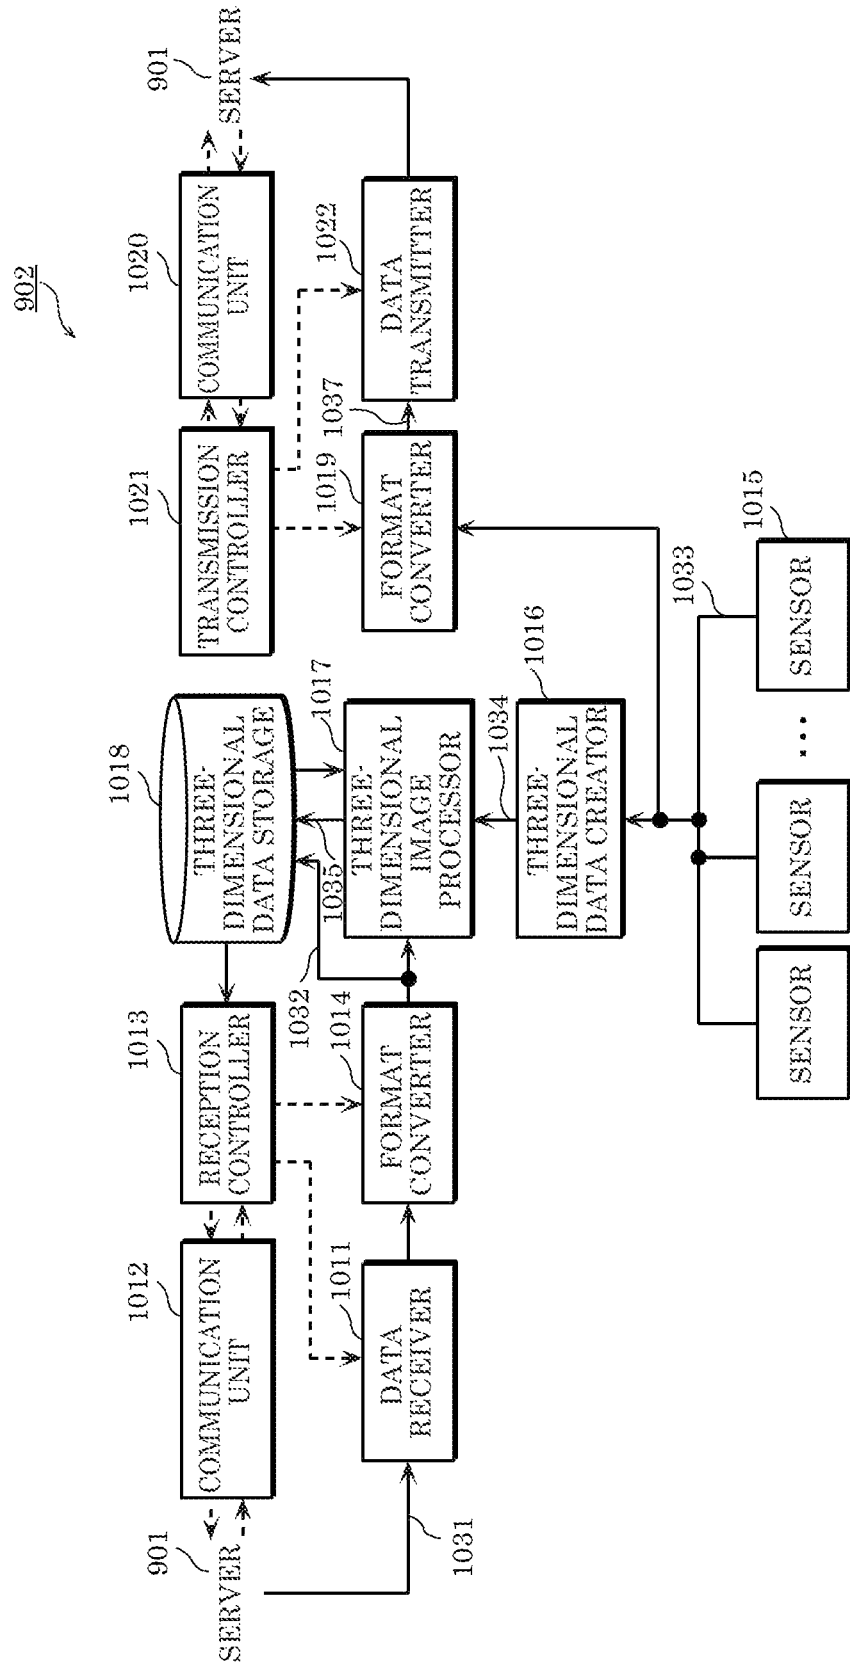 902
901
SERVER
1012
COMMUNICATION
UNIT
1013
RECEPTION
CONTROLLER
1018
THREE-
DIMENSIONAL
DATA STORAGE
1021
TRANSMISSION
CONTROLLER
1020
COMMUNICATION
UNIT
901
SERVER
1031
1011
DATA
RECEIVER
1014
FORMAT
CONVERTER
1032
1035
1017
THREE-
DIMENSIONAL
IMAGE
PROCESSOR
1019
FORMAT
CONVERTER
1037
1022
DATA
TRANSMITTER
1034
1016
THREE-
DIMENSIONAL
DATA CREATOR
1033
1015
SENSOR
SENSOR
...
SENSOR